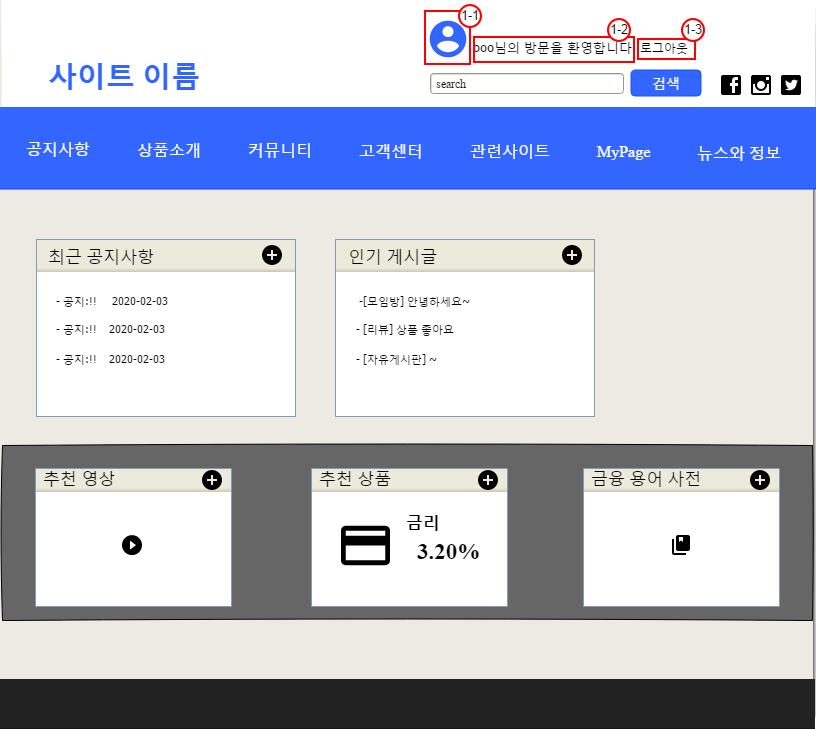 1-1
1-2
1-3
ooo님의 방문을 환영합니다
로그아웃
사이트 이름
search
검색
공지사항
상품소개
커뮤니티
고객센터
관련사이트
MyPage
뉴스와 정보
최근 공지사항
- 공지:!! 2020-02-03
- 공지:!! 2020-02-03
- 공지:!! 2020-02-03
인기 게시글
-[모임방] 안녕하세요~
- [리뷰] 상품 좋아요
- [자유게시판] ~
추천 영상
추천 상품
금리
3.20%
금융 용어 사전